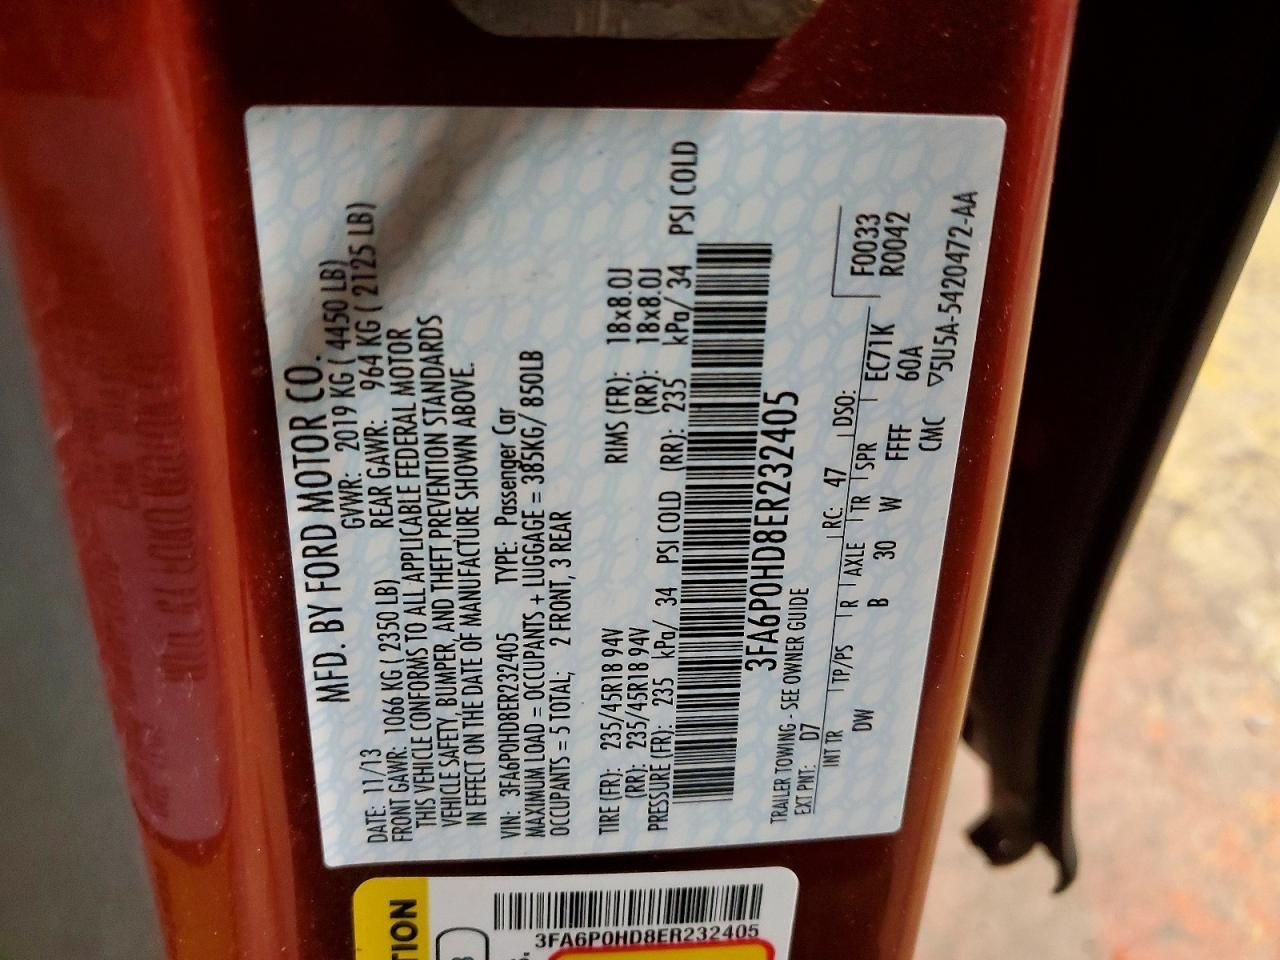 MFD. BY FORD MOTOR CO.
DATE: 11/13 GVWR: 2019 KG ( 4450 LB)
FRONT GAWR: 1066 KG ( 2350 LB) REAR GAWR: 964 KG ( 2125 LB)
THIS VEHICLE CONFORMS TO ALL APPLICABLE FEDERAL MOTOR
VEHICLE SAFETY, BUMPER, AND THEFT PREVENTION STANDARDS
IN EFFECT ON THE DATE OF MANUFACTURE SHOWN ABOVE.
VIN: 3FA6P0HD8ER232405 TYPE: Passenger Car
MAXIMUM LOAD = OCCUPANTS + LUGGAGE = 385KG/ 850LB
OCCUPANTS = 5 TOTAL: 2 FRONT, 3 REAR
TIRE (FR): 235/45R18 94V RIMS (FR): 18x8.0J
(RR): 235/45R18 94V (RR): 18x8.0J
PRESSURE (FR): 235 kPa/ 34 PSI COLD (RR): 235 kPa/ 34 PSI COLD
3FA6P0HD8ER232405
TRAILER TOWING - SEE OWNER GUIDE
EXT PNT: D7 RC: 47 DSO: F0033
INT TR TP/PS R AXLE TR SPR EC71K R0042
DW B 30 W FFFF 60A
CMC ▽5U5A-5420472-AA
TION
3FA6P0HD8ER232405